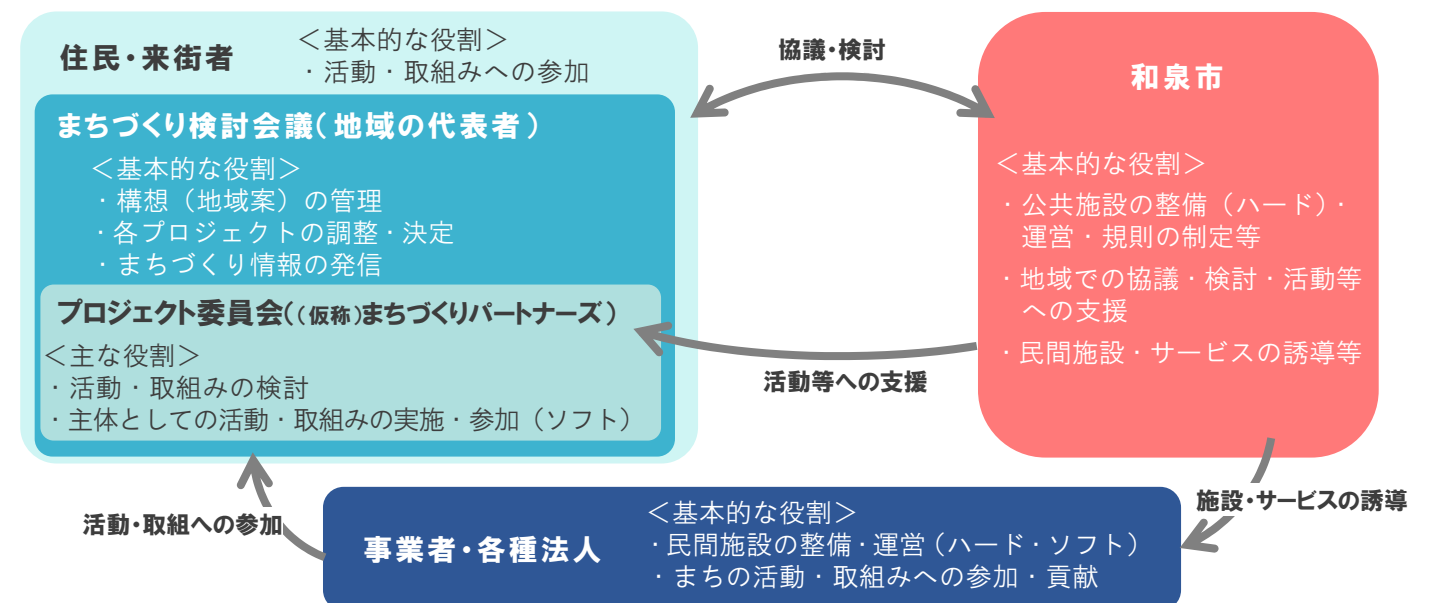 住民・来街者
＜基本的な役割＞
・活動・取組みへの参加
まちづくり検討会議（地域の代表者）
＜基本的な役割＞
・構想（地域案）の管理
・各プロジェクトの調整・決定
・まちづくり情報の発信
プロジェクト委員会（（仮称）まちづくりパートナーズ）
＜主な役割＞
・活動・取組みの検討
・主体としての活動・取組みの実施・参加（ソフト）
協議・検討
活動等への支援
和泉市
＜基本的な役割＞
・公共施設の整備（ハード）・
運営・規則の制定等
・地域での協議・検討・活動等
への支援
・民間施設・サービスの誘導等
施設・サービスの誘導
活動・取組への参加
事業者・各種法人
＜基本的な役割＞
・民間施設の整備・運営（ハード・ソフト）
・まちの活動・取組みへの参加・貢献